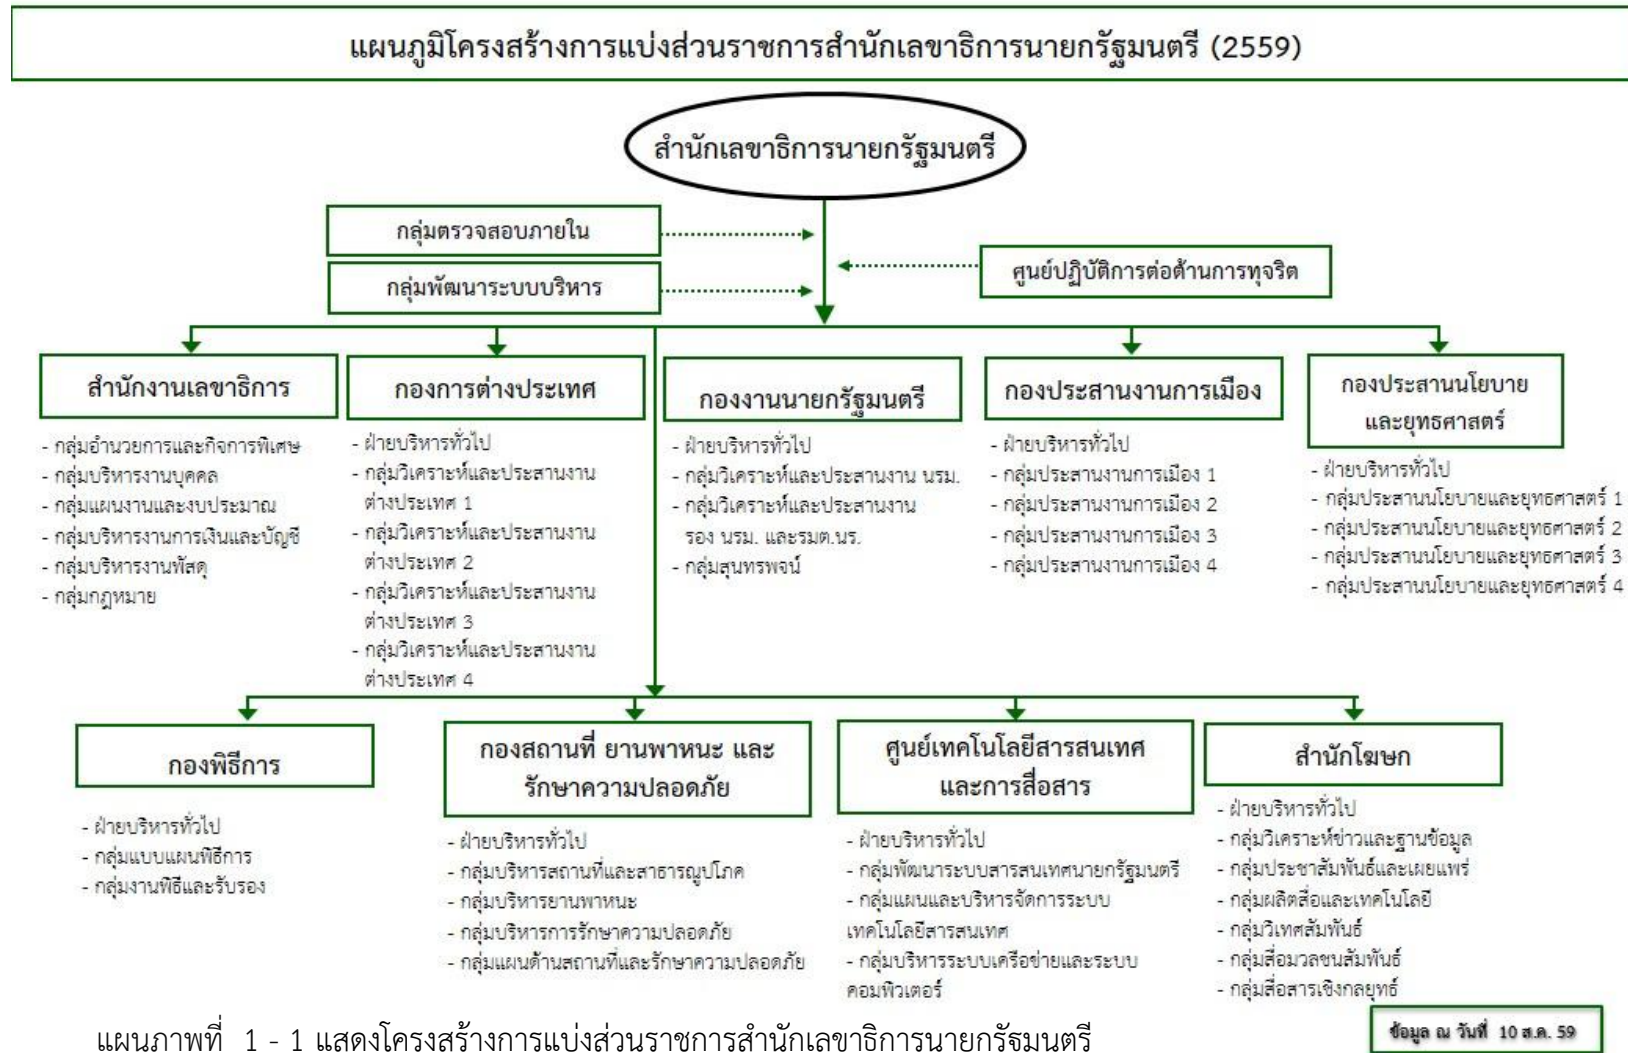 แผนภูมิโครงสร้างการแบ่งส่วนราชการสำนักเลขาธิการนายกรัฐมนตรี (2559)
สำนักเลขาธิการนายกรัฐมนตรี
กลุ่มตรวจสอบภายใน
กลุ่มพัฒนาระบบบริหาร
ศูนย์ปฏิบัติการต่อต้านการทุจริต
สำนักงานเลขาธิการ
- กลุ่มอำนวยการและกิจการพิเศษ
- กลุ่มบริหารงานบุคคล
- กลุ่มแผนงานและงบประมาณ
- กลุ่มบริหารงานการเงินและบัญชี
- กลุ่มบริหารงานพัสดุ
- กลุ่มกฎหมาย
กองการต่างประเทศ
- ฝ่ายบริหารทั่วไป
- กลุ่มวิเคราะห์และประสานงาน
ต่างประเทศ 1
- กลุ่มวิเคราะห์และประสานงาน
ต่างประเทศ 2
- กลุ่มวิเคราะห์และประสานงาน
ต่างประเทศ 3
- กลุ่มวิเคราะห์และประสานงาน
ต่างประเทศ 4
กองงานนายกรัฐมนตรี
- ฝ่ายบริหารทั่วไป
- กลุ่มวิเคราะห์และประสานงาน นรม.
- กลุ่มวิเคราะห์และประสานงาน
รอง นรม. และรมต.นร.
- กลุ่มสุนทรพจน์
กองประสานงานการเมือง
- ฝ่ายบริหารทั่วไป
- กลุ่มประสานงานการเมือง 1
- กลุ่มประสานงานการเมือง 2
- กลุ่มประสานงานการเมือง 3
- กลุ่มประสานงานการเมือง 4
กองประสานนโยบาย
และยุทธศาสตร์
- ฝ่ายบริหารทั่วไป
- กลุ่มประสานนโยบายและยุทธศาสตร์ 1
- กลุ่มประสานนโยบายและยุทธศาสตร์ 2
- กลุ่มประสานนโยบายและยุทธศาสตร์ 3
- กลุ่มประสานนโยบายและยุทธศาสตร์ 4
กองพิธีการ
- ฝ่ายบริหารทั่วไป
- กลุ่มแบบแผนพิธีการ
- กลุ่มงานพิธีและรับรอง
กองสถานที่ ยานพาหนะ และ
รักษาความปลอดภัย
- ฝ่ายบริหารทั่วไป
- กลุ่มบริหารสถานที่และสาธารณูปโภค
- กลุ่มบริหารยานพาหนะ
- กลุ่มบริหารการรักษาความปลอดภัย
- กลุ่มแผนด้านสถานที่และรักษาความปลอดภัย
ศูนย์เทคโนโลยีสารสนเทศ
และการสื่อสาร
- ฝ่ายบริหารทั่วไป
- กลุ่มพัฒนาระบบสารสนเทศนายกรัฐมนตรี
- กลุ่มแผนและบริหารจัดการระบบ
เทคโนโลยีสารสนเทศ
- กลุ่มบริหารระบบเครือข่ายและระบบ
คอมพิวเตอร์
สำนักโฆษก
- ฝ่ายบริหารทั่วไป
- กลุ่มวิเคราะห์ข่าวและฐานข้อมูล
- กลุ่มประชาสัมพันธ์และเผยแพร่
- กลุ่มผลิตสื่อและเทคโนโลยี
- กลุ่มวิเทศสัมพันธ์
- กลุ่มสื่อมวลชนสัมพันธ์
- กลุ่มสื่อสารเชิงกลยุทธ์
ข้อมูล ณ วันที่ 10 ส.ค. 59
แผนภาพที่ 1 - 1 แสดงโครงสร้างการแบ่งส่วนราชการสำนักเลขาธิการนายกรัฐมนตรี